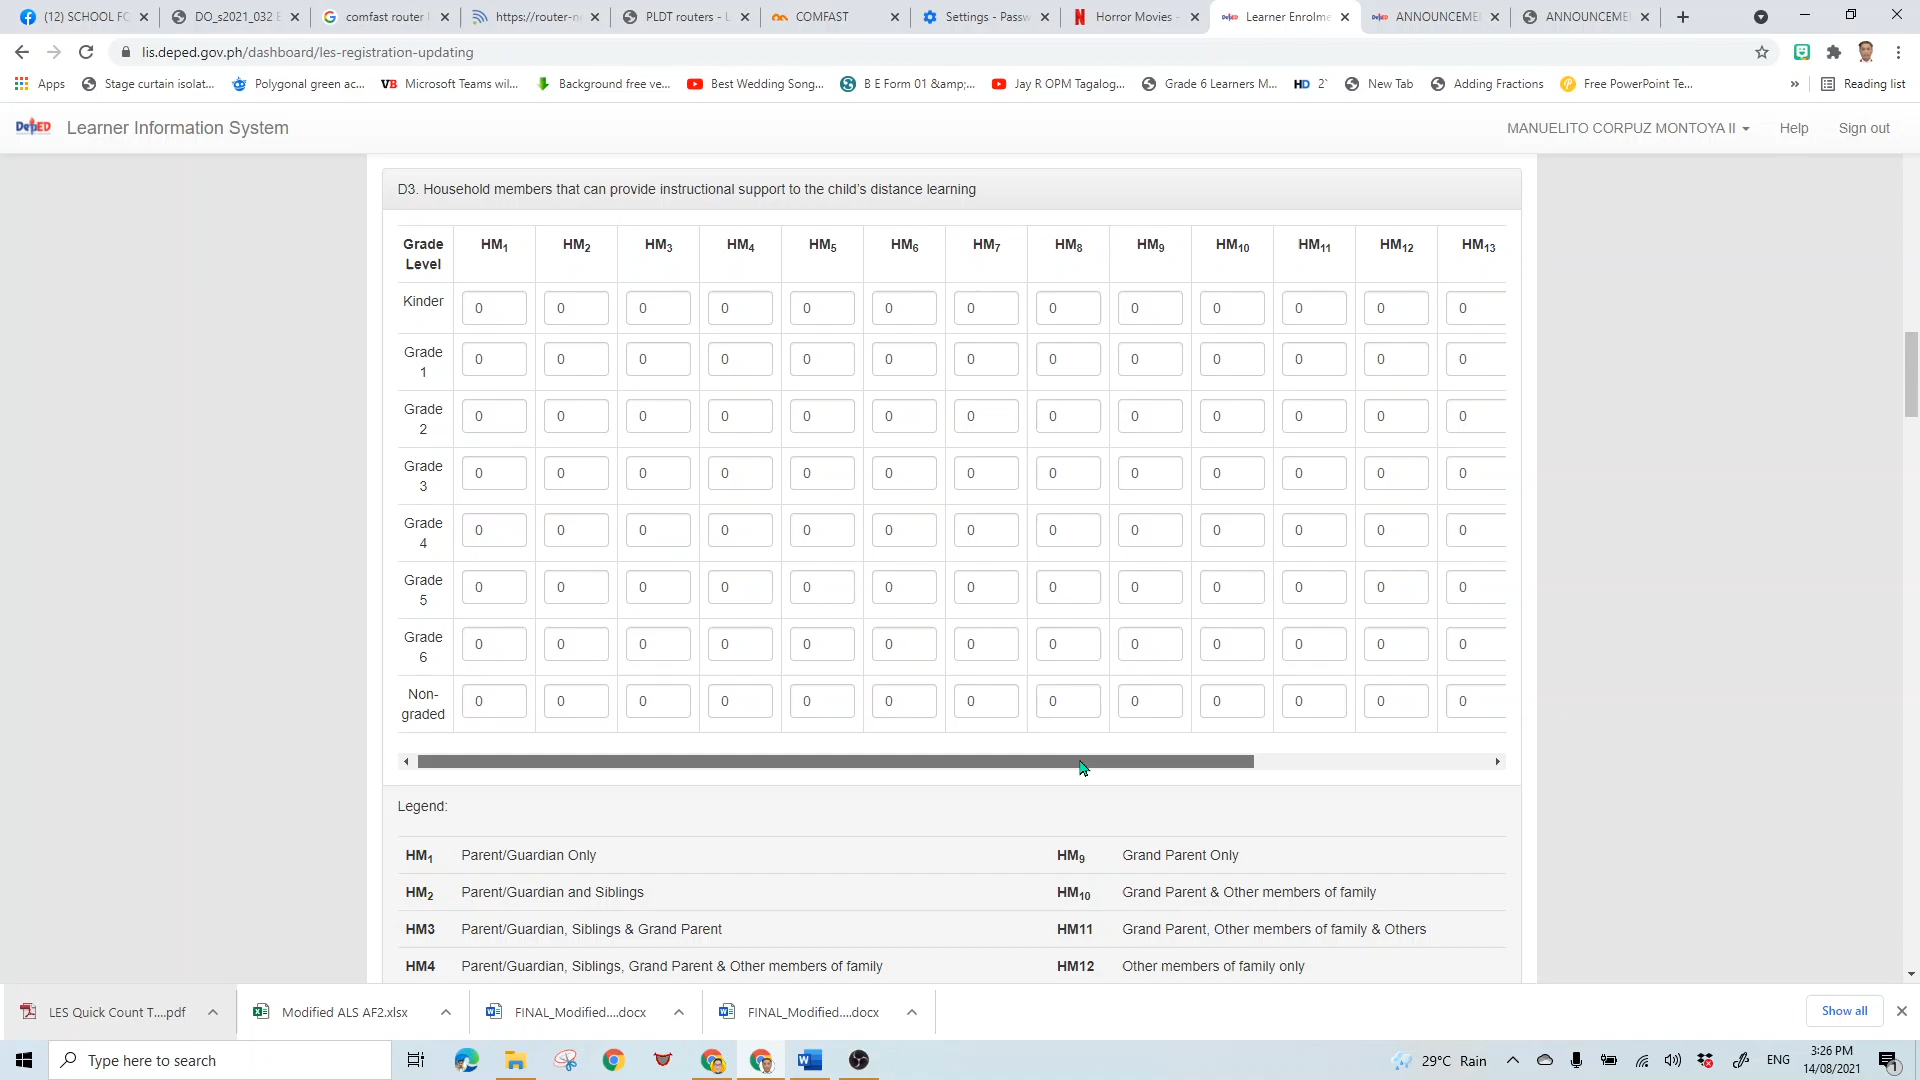 (12) SCHOOL FO
DO_s2021_032 E
comfast router l
https://router-n
PLDT routers - L
COMFAST
Settings - Passw
Horror Movies -
Learner Enrolme
ANNOUNCEME
ANNOUNCEME
lis.deped.gov.ph/dashboard/les-registration-updating
Apps
Stage curtain isolat...
Polygonal green ac...
VB Microsoft Teams wil...
Background free ve...
Best Wedding Song...
B E Form 01 &amp;...
Jay R OPM Tagalog...
Grade 6 Learners M...
HD 2`
New Tab
Adding Fractions
Free PowerPoint Te...
»
Reading list
DepED Learner Information System
MANUELITO CORPUZ MONTOYA II
Help
Sign out
D3. Household members that can provide instructional support to the child's distance learning
Grade Level HM1 HM2 HM3 HM4 HM5 HM6 HM7 HM8 HM9 HM10 HM11 HM12 HM13
Kinder 0 0 0 0 0 0 0 0 0 0 0 0 0
Grade 1 0 0 0 0 0 0 0 0 0 0 0 0 0
Grade 2 0 0 0 0 0 0 0 0 0 0 0 0 0
Grade 3 0 0 0 0 0 0 0 0 0 0 0 0 0
Grade 4 0 0 0 0 0 0 0 0 0 0 0 0 0
Grade 5 0 0 0 0 0 0 0 0 0 0 0 0 0
Grade 6 0 0 0 0 0 0 0 0 0 0 0 0 0
Non-graded 0 0 0 0 0 0 0 0 0 0 0 0 0
Legend:
HM1 Parent/Guardian Only
HM9 Grand Parent Only
HM2 Parent/Guardian and Siblings
HM10 Grand Parent & Other members of family
HM3 Parent/Guardian, Siblings & Grand Parent
HM11 Grand Parent, Other members of family & Others
HM4 Parent/Guardian, Siblings, Grand Parent & Other members of family
HM12 Other members of family only
LES Quick Count T....pdf
Modified ALS AF2.xlsx
FINAL_Modified....docx
FINAL_Modified....docx
Show all
Type here to search
29°C Rain
ENG
3:26 PM
14/08/2021
1